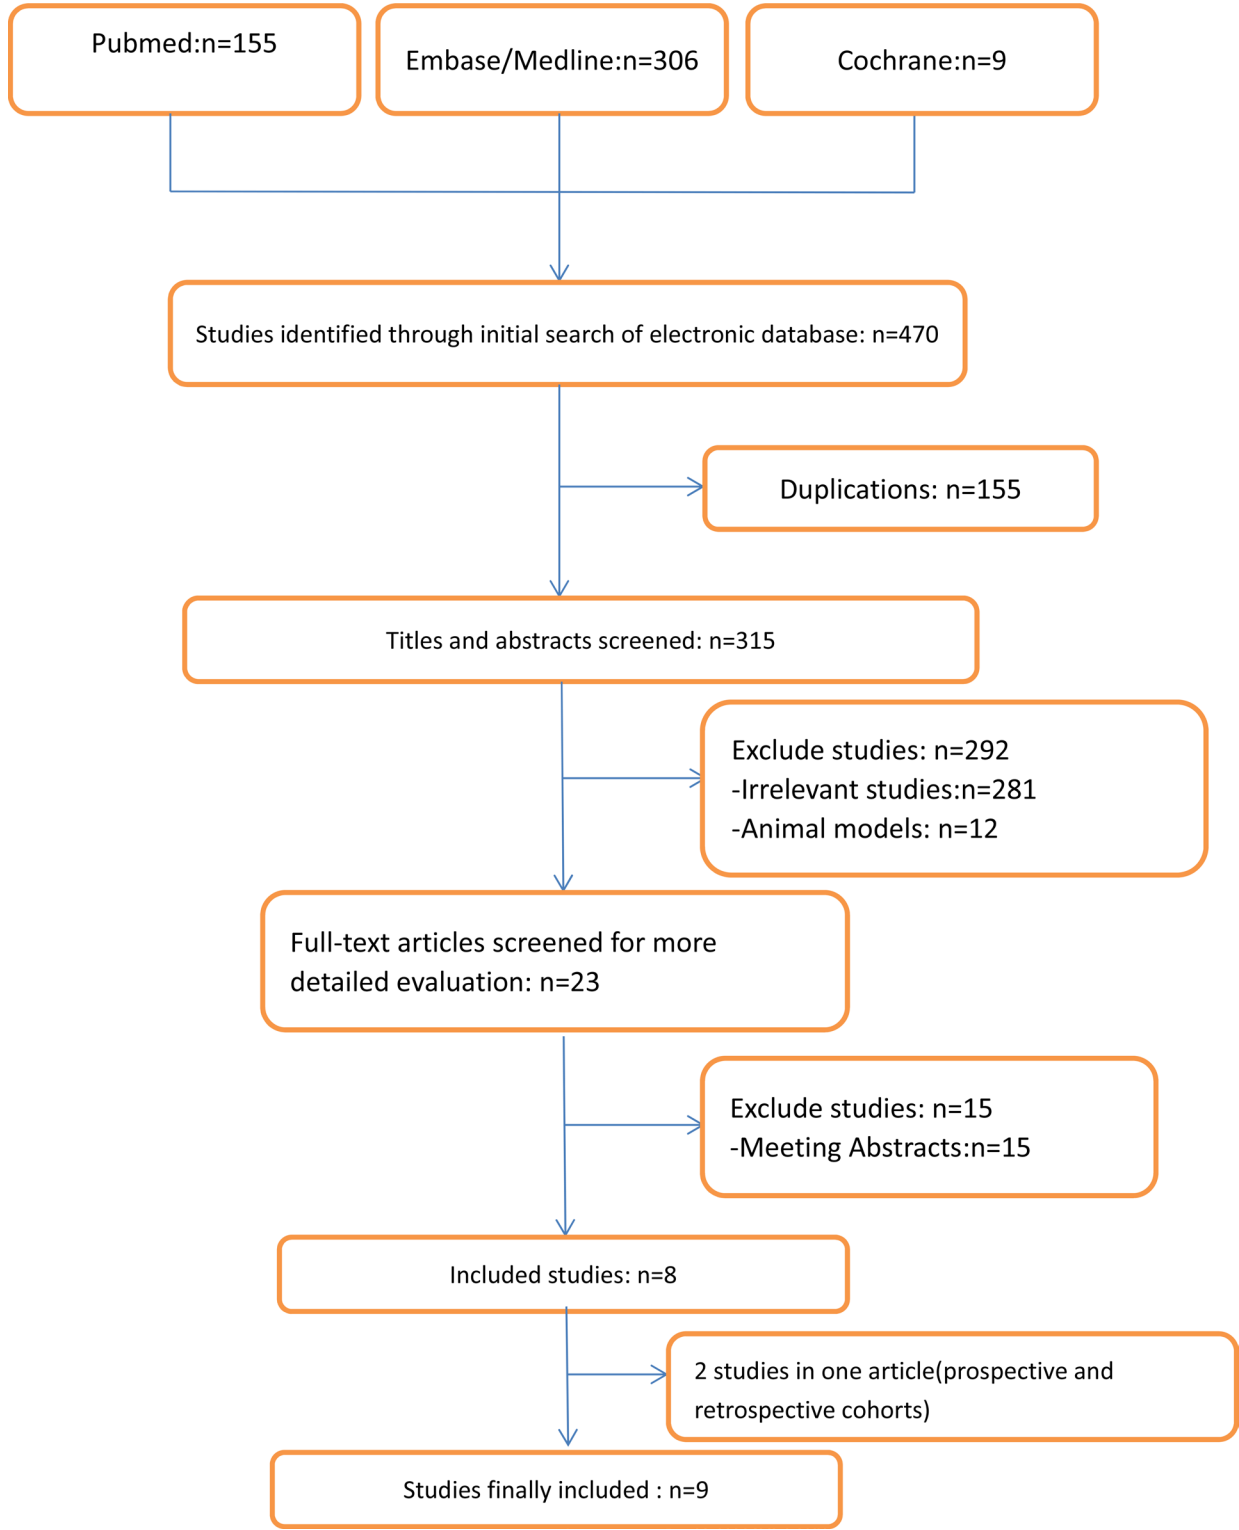 Pubmed:n=155
Embase/Medline:n=306
Cochrane:n=9
Studies identified through initial search of electronic database: n=470
Duplications: n=155
Titles and abstracts screened: n=315
Exclude studies: n=292
-Irrelevant studies:n=281
-Animal models: n=12
Full-text articles screened for more
detailed evaluation: n=23
Exclude studies: n=15
-Meeting Abstracts:n=15
Included studies: n=8
2 studies in one article(prospective and
retrospective cohorts)
Studies finally included : n=9